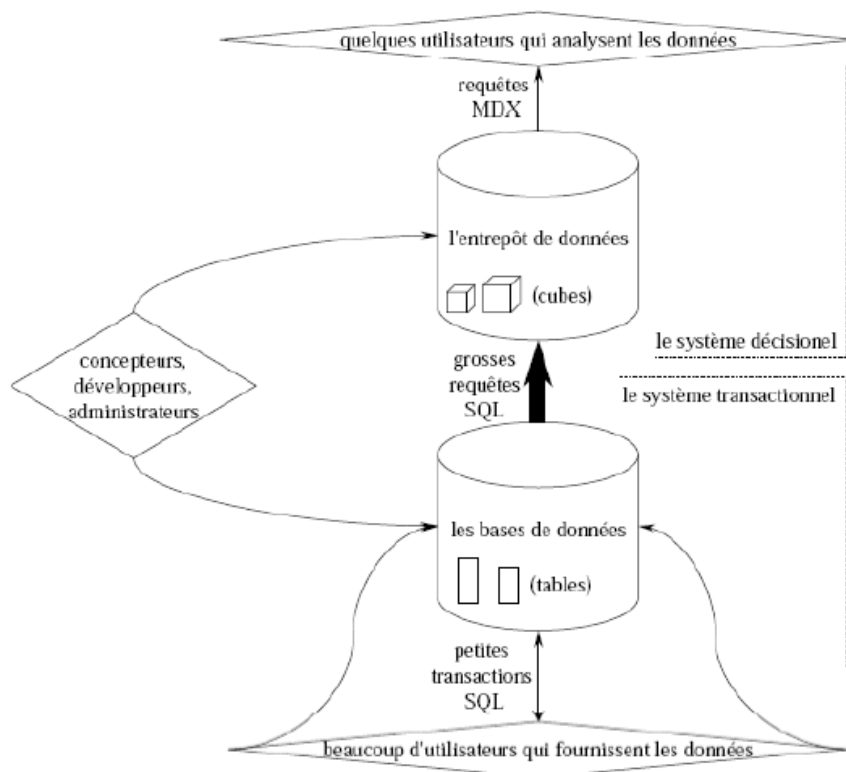 quelques utilisateurs qui analysent les données
requêtes
MDX
l'entrepôt de données
(cubes)
le système décisionel
grosses
requêtes
SQL
le système transactionnel
concepteurs,
développeurs,
administrateurs
les bases de données
(tables)
petites
transactions
SQL
beaucoup d'utilisateurs qui fournissent les données